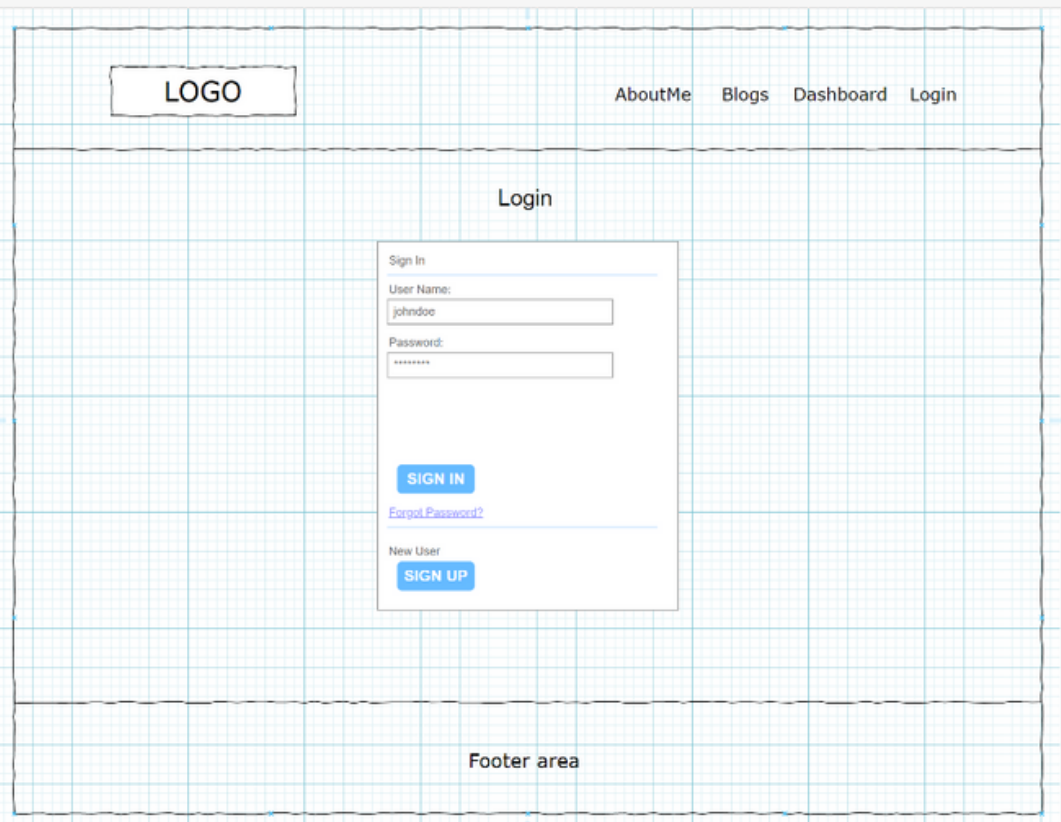 LOGO
AboutMe Blogs Dashboard Login
Login
Sign In
User Name:
johndoe
Password:
********
SIGN IN
Forgot Password?
New User
SIGN UP
Footer area